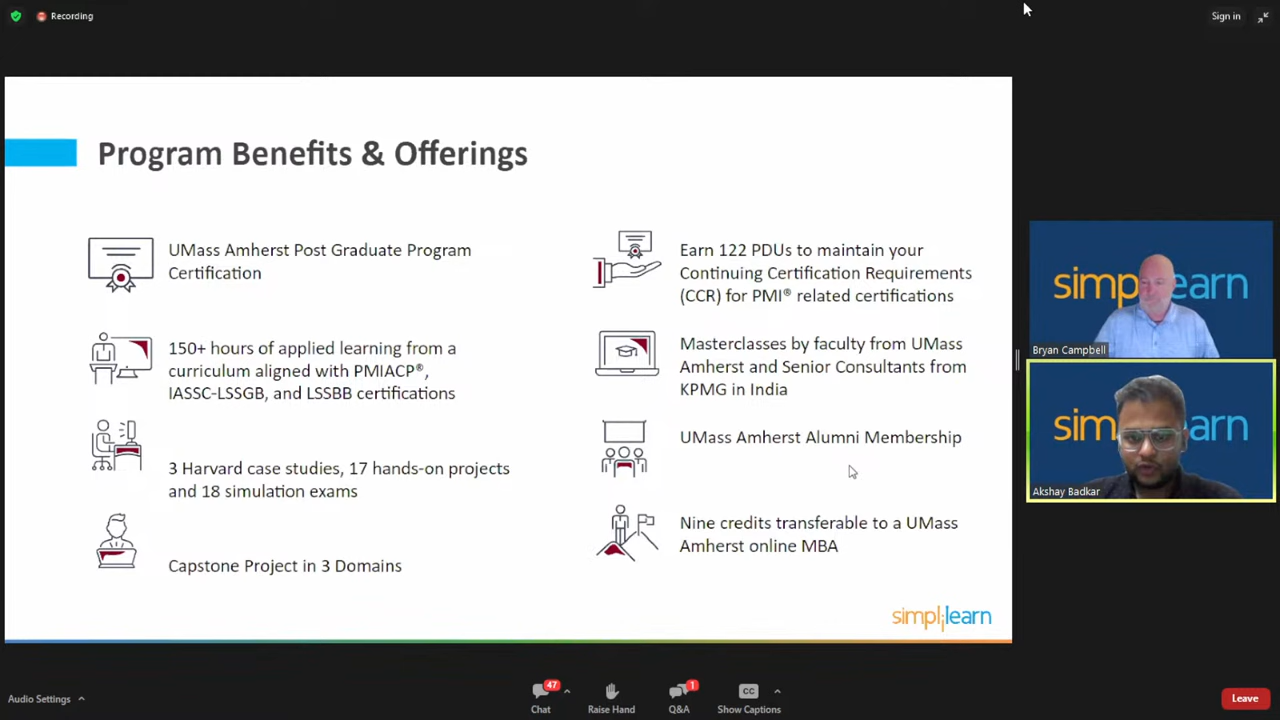 Recording
Sign in
Program Benefits & Offerings
UMass Amherst Post Graduate Program
Certification
150+ hours of applied learning from a
curriculum aligned with PMIACP®,
IASSC-LSSGB, and LSSBB certifications
3 Harvard case studies, 17 hands-on projects
and 18 simulation exams
Capstone Project in 3 Domains
Earn 122 PDUs to maintain your
Continuing Certification Requirements
(CCR) for PMI® related certifications
Masterclasses by faculty from UMass
Amherst and Senior Consultants from
KPMG in India
UMass Amherst Alumni Membership
Nine credits transferable to a UMass
Amherst online MBA
simplilearn
simplilearn
Bryan Campbell
simplilearn
Akshay Badkar
Audio Settings
47
Chat
Raise Hand
1
Q&A
CC
Show Captions
Leave